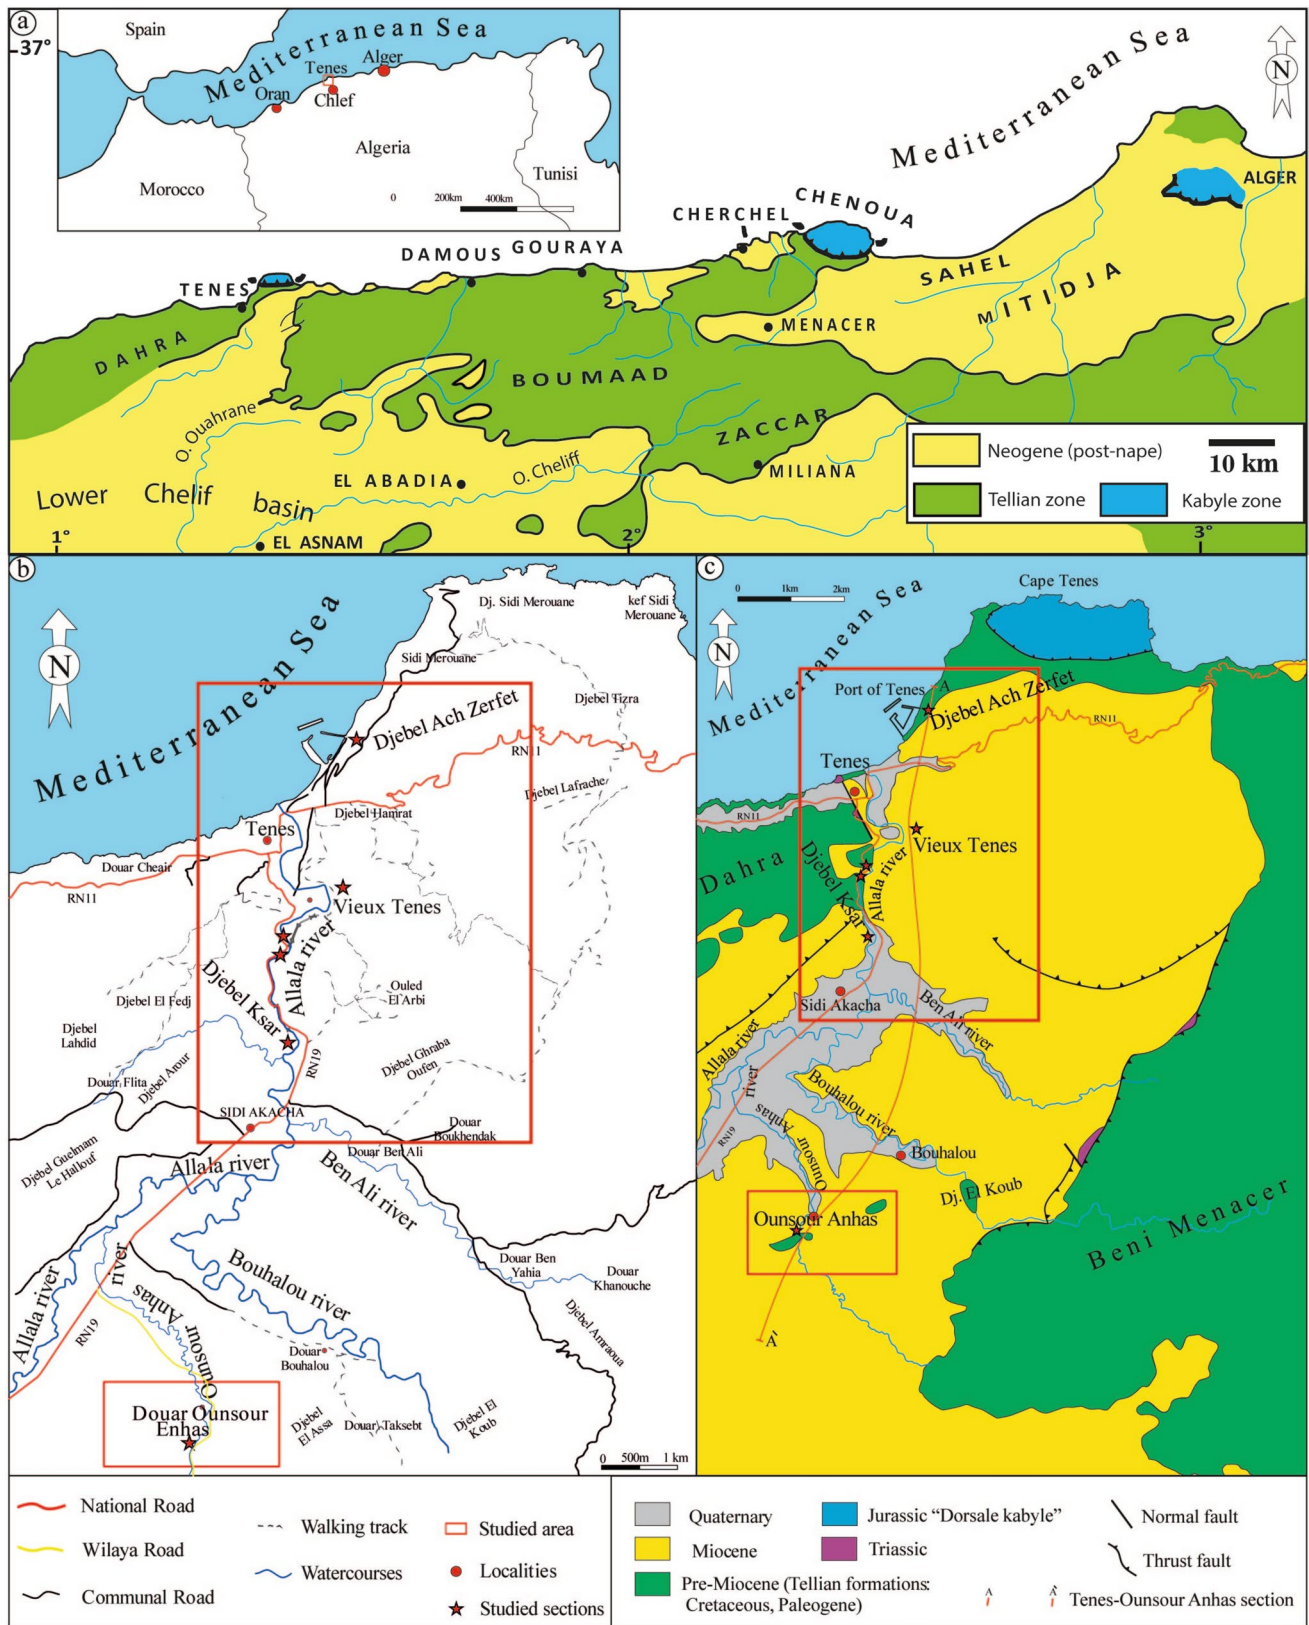 a
37°
Spain
Mediterranean Sea
Alger
Tenes
Oran
Chlef
Algeria
Morocco
Tunisi
0
200km
400km
Mediterranean Sea
N
ALGER
CHENOUA
CHERCHEL
DAMOUS
GOURAYA
SAHEL
MITIDJA
TENES
MENACER
DAHRA
BOUMAAD
O. Ouahrane
ZACCAR
MILIANA
EL ABADIA
O. Cheliff
Lower Chelif basin
EL ASNAM
1°
2°
3°
Neogene (post-nape)
10 km
Tellian zone
Kabyle zone
b
N
Mediterranean Sea
Dj. Sidi Merouane
kef Sidi
Merouane
Sidi Merouane
Djebel Tizra
Djebel Ach Zerfet
RN11
Djebel Lafrache
Djebel Hamrat
Tenes
Douar Cheair
RN11
Vieux Tenes
Allala river
Djebel Ksar
Djebel El Fedj
Ouled
El'Arbi
Djebel
Lahdid
Djebel Arour
Douar Flita
RN19
Djebel Ghraba
Oufen
SIDI AKACHA
Douar
Boukhendak
Douar Ben Ali
Djebel Guelmam
Le Hallouf
Allala river
Ben Ali river
Douar Ben
Yahia
Douar
Khanouche
Bouhalou river
Allala river
RN19
Ounsour Anhas river
Djebel Amraoua
Douar
Bouhalou
Douar Ounsour
Enhas
Djebel
El Assa
Douar Taksebt
Djebel El
Koub
0 500m 1 km
c
0 1km 2km
Cape Tenes
N
Mediterranean Sea
Port of Tenes
A
Djebel Ach Zerfet
RN11
Tenes
RN11
Vieux Tenes
Dahra
Djebel Ksar
Allala river
Sidi Akacha
Ben Ali river
Allala river
Bouhalou river
Ounsour Anhas river
RN19
Bouhalou
Dj. El Koub
Ounsour Anhas
Beni Menacer
A'
National Road
Wilaya Road
Communal Road
Walking track
Watercourses
Studied area
Localities
Studied sections
Quaternary
Miocene
Pre-Miocene (Tellian formations:
Cretaceous, Paleogene)
Jurassic “Dorsale kabyle”
Triassic
Normal fault
Thrust fault
A A' Tenes-Ounsour Anhas section